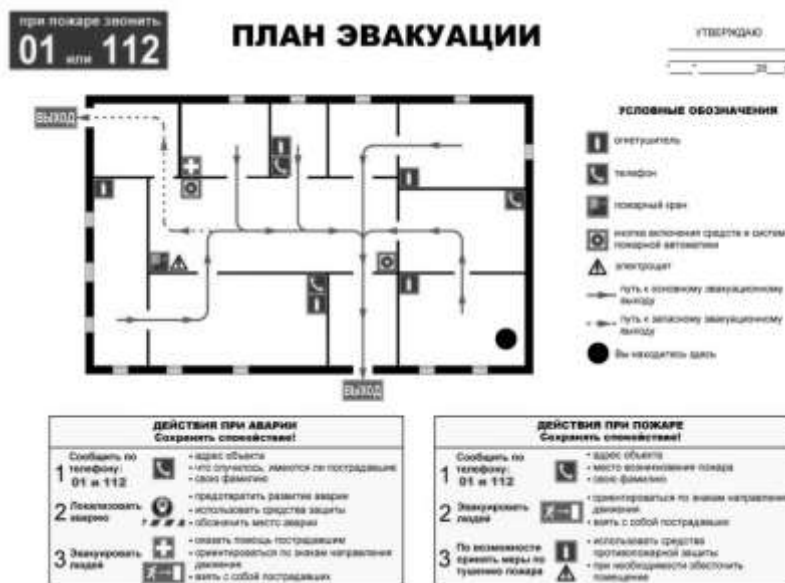 при пожаре звонить
01 или 112
ПЛАН ЭВАКУАЦИИ
УТВЕРЖДАЮ
"__"________20__
ВЫХОД
ВЫХОД
УСЛОВНЫЕ ОБОЗНАЧЕНИЯ
огнетушитель
телефон
пожарный кран
кнопка включения средств и систем
пожарной автоматики
электрощит
путь к основному эвакуационному
выходу
путь к запасному эвакуационному
выходу
Вы находитесь здесь
ДЕЙСТВИЯ ПРИ АВАРИИ
Сохранять спокойствие!
1 Сообщить по
телефону:
01 и 112
• адрес объекта
• что случилось, имеются ли пострадавшие
• свою фамилию
2 Локализовать
аварию
• предотвратить развитие аварии
• использовать средства защиты
• обозначить место аварии
3 Эвакуировать
людей
• оказать помощь пострадавшим
• ориентироваться по знакам направления
движения
• взять с собой пострадавших
ДЕЙСТВИЯ ПРИ ПОЖАРЕ
Сохранять спокойствие!
1 Сообщить по
телефону:
01 и 112
• адрес объекта
• место возникновения пожара
• свою фамилию
2 Эвакуировать
людей
• ориентироваться по знакам направления
движения
• взять с собой пострадавших
3 По возможности
принять меры по
тушению пожара
• использовать средства
противопожарной защиты
• при необходимости обесточить
помещение